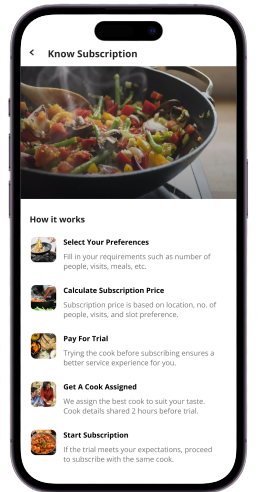 Know Subscription
How it works
Select Your Preferences
Fill in your requirements such as number of
people, visits, meals, etc.
Calculate Subscription Price
Subscription price is based on location, no. of
people, visits, and slot preference.
Pay For Trial
Trying the cook before subscribing ensures a
better service experience for you.
Get A Cook Assigned
We assign the best cook to suit your taste.
Cook details shared 2 hours before trial.
Start Subscription
If the trial meets your expectations, proceed
to subscribe with the same cook.